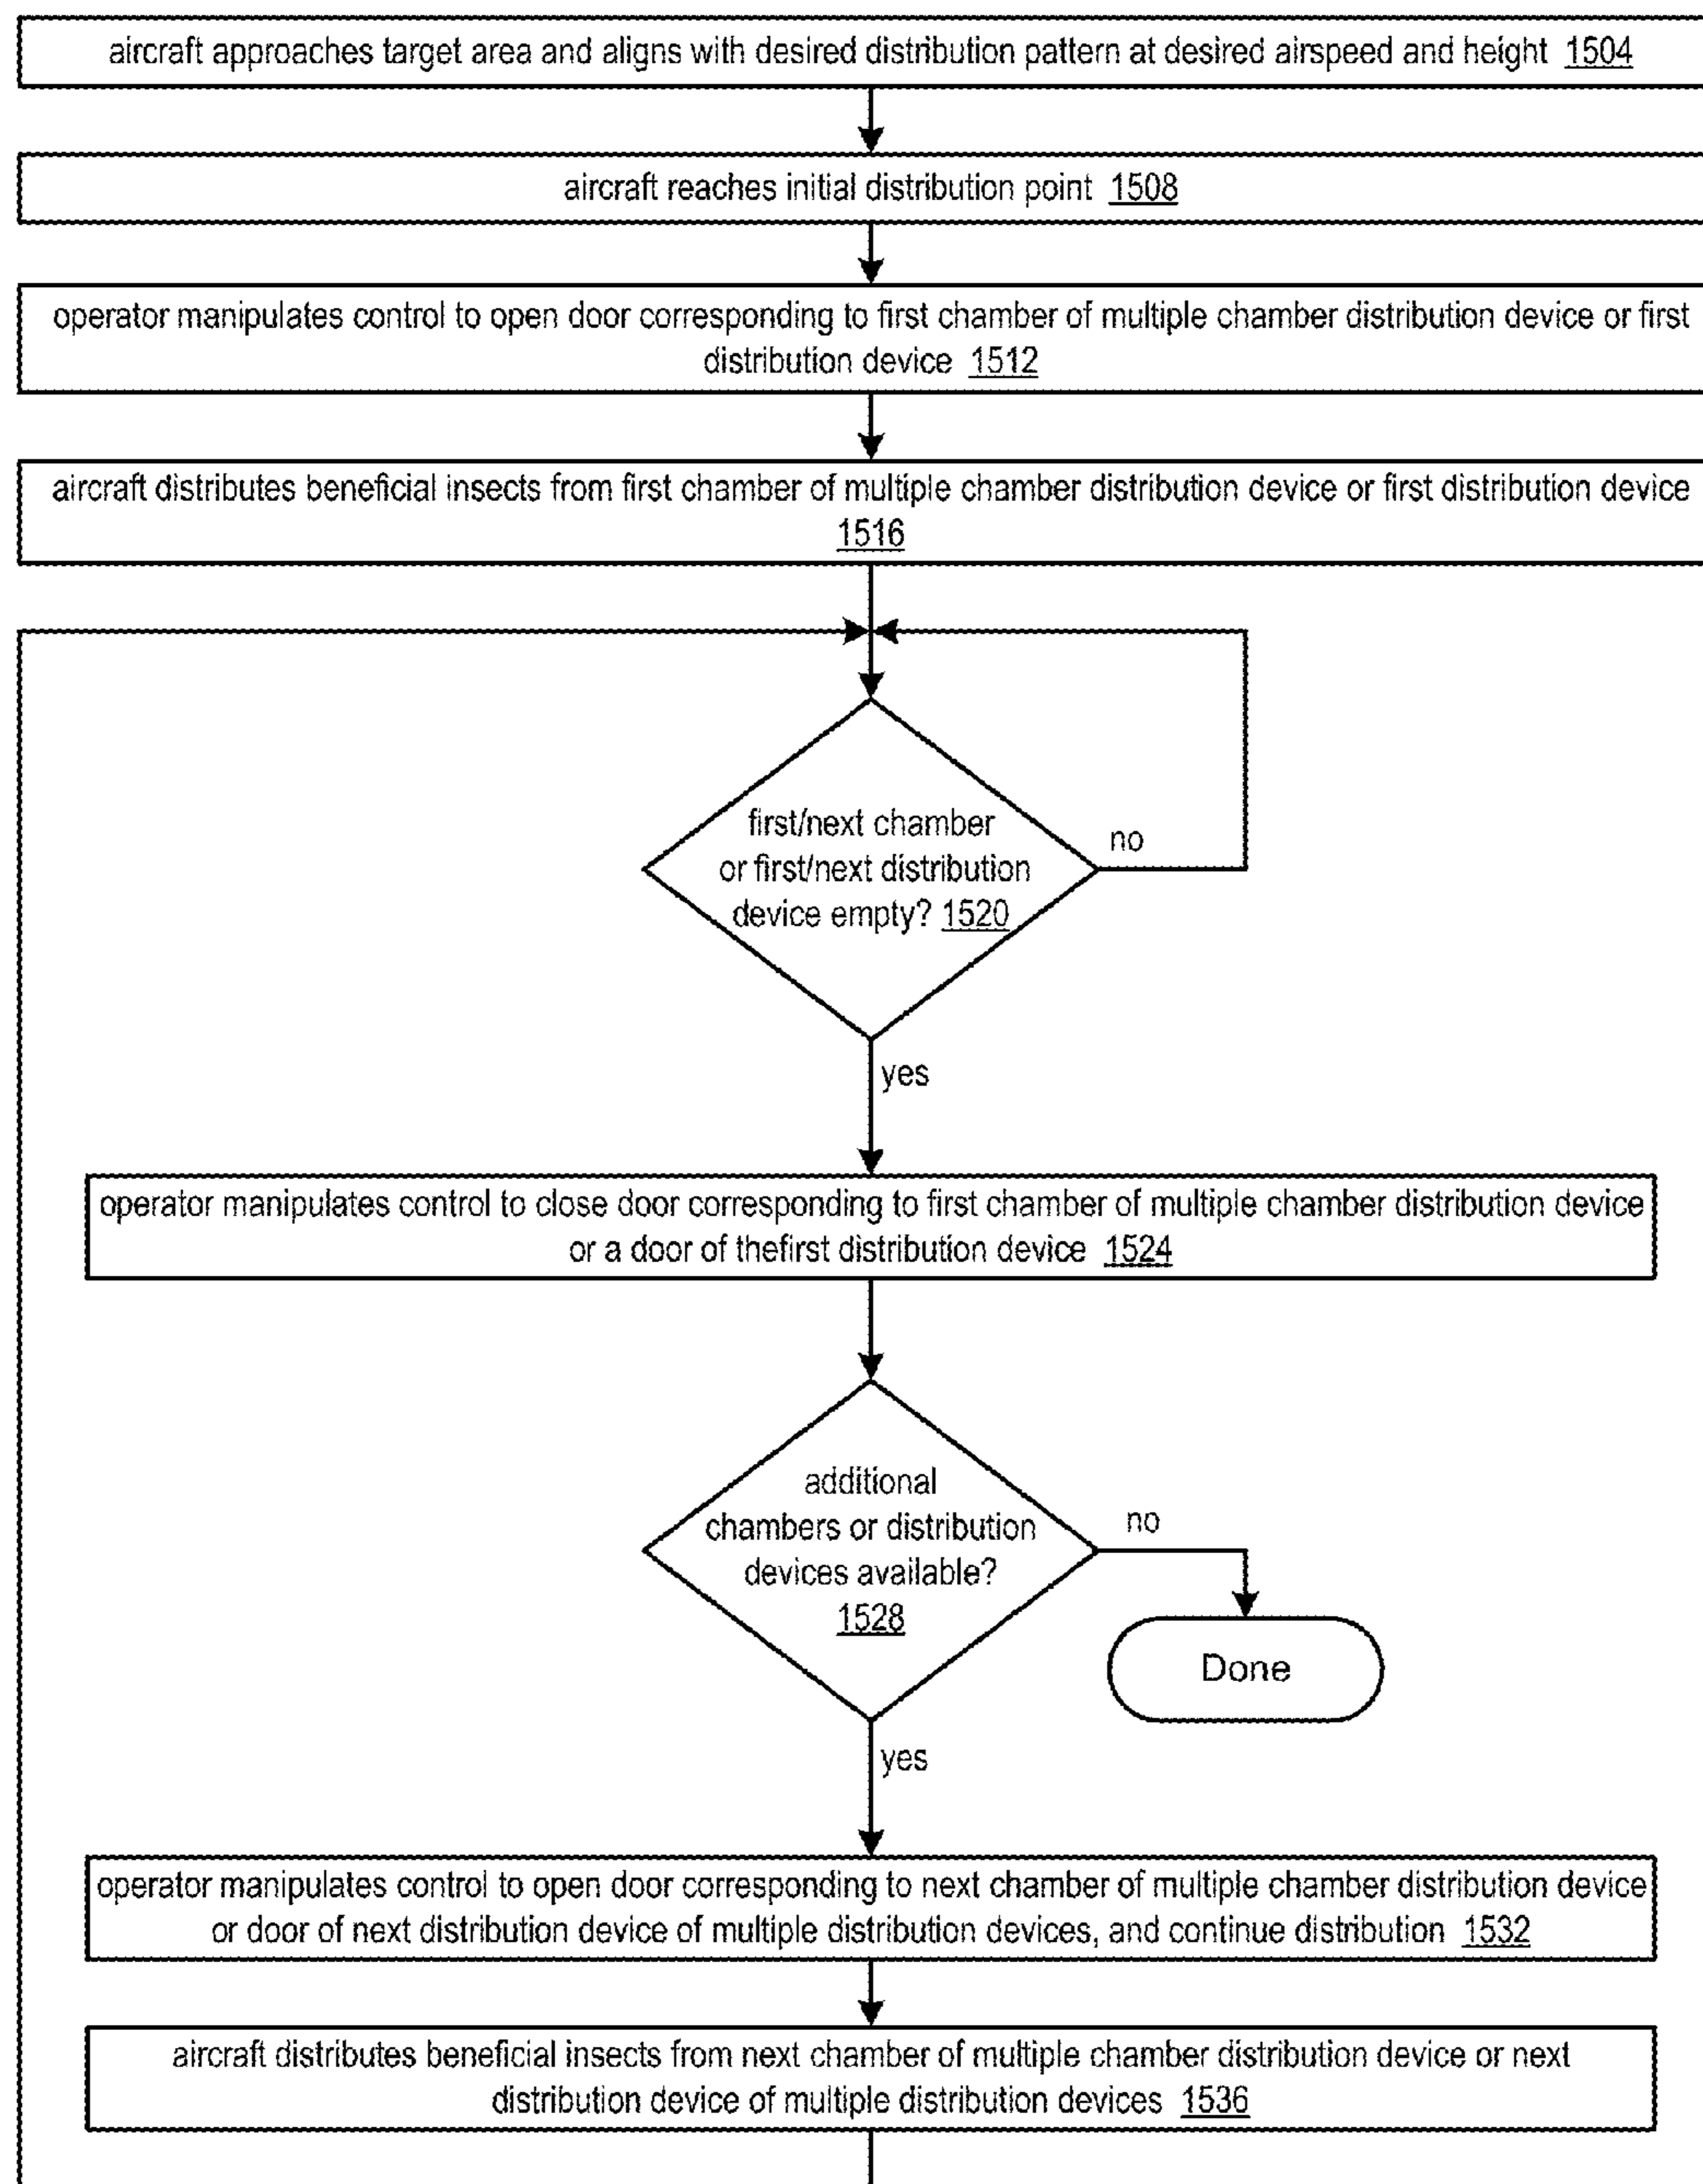 aircraft approaches target area and aligns with desired distribution pattern at desired airspeed and height 1504
aircraft reaches initial distribution point 1508
operator manipulates control to open door corresponding to first chamber of multiple chamber distribution device or first
distribution device 1512
aircraft distributes beneficial insects from first chamber of multiple chamber distribution device or first distribution device
1516
first/next chamber
or first/next distribution
device empty? 1520
no
yes
operator manipulates control to close door corresponding to first chamber of multiple chamber distribution device
or a door of thefirst distribution device 1524
additional
chambers or distribution
devices available?
1528
no
Done
yes
operator manipulates control to open door corresponding to next chamber of multiple chamber distribution device
or door of next distribution device of multiple distribution devices, and continue distribution 1532
aircraft distributes beneficial insects from next chamber of multiple chamber distribution device or next
distribution device of multiple distribution devices 1536